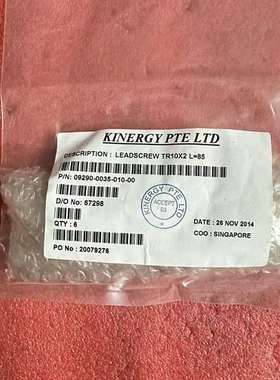 KINERGY PTE LTD
DESCRIPTION : LEADSCREW TR10X2 L=85
P/N: 09290-0035-010-00
D/O No: 67298
QTY : 6
PO No : 20079276
KINERGY PTE LTD
ACCEPT
03
DATE : 26 NOV 2014
COO : SINGAPORE